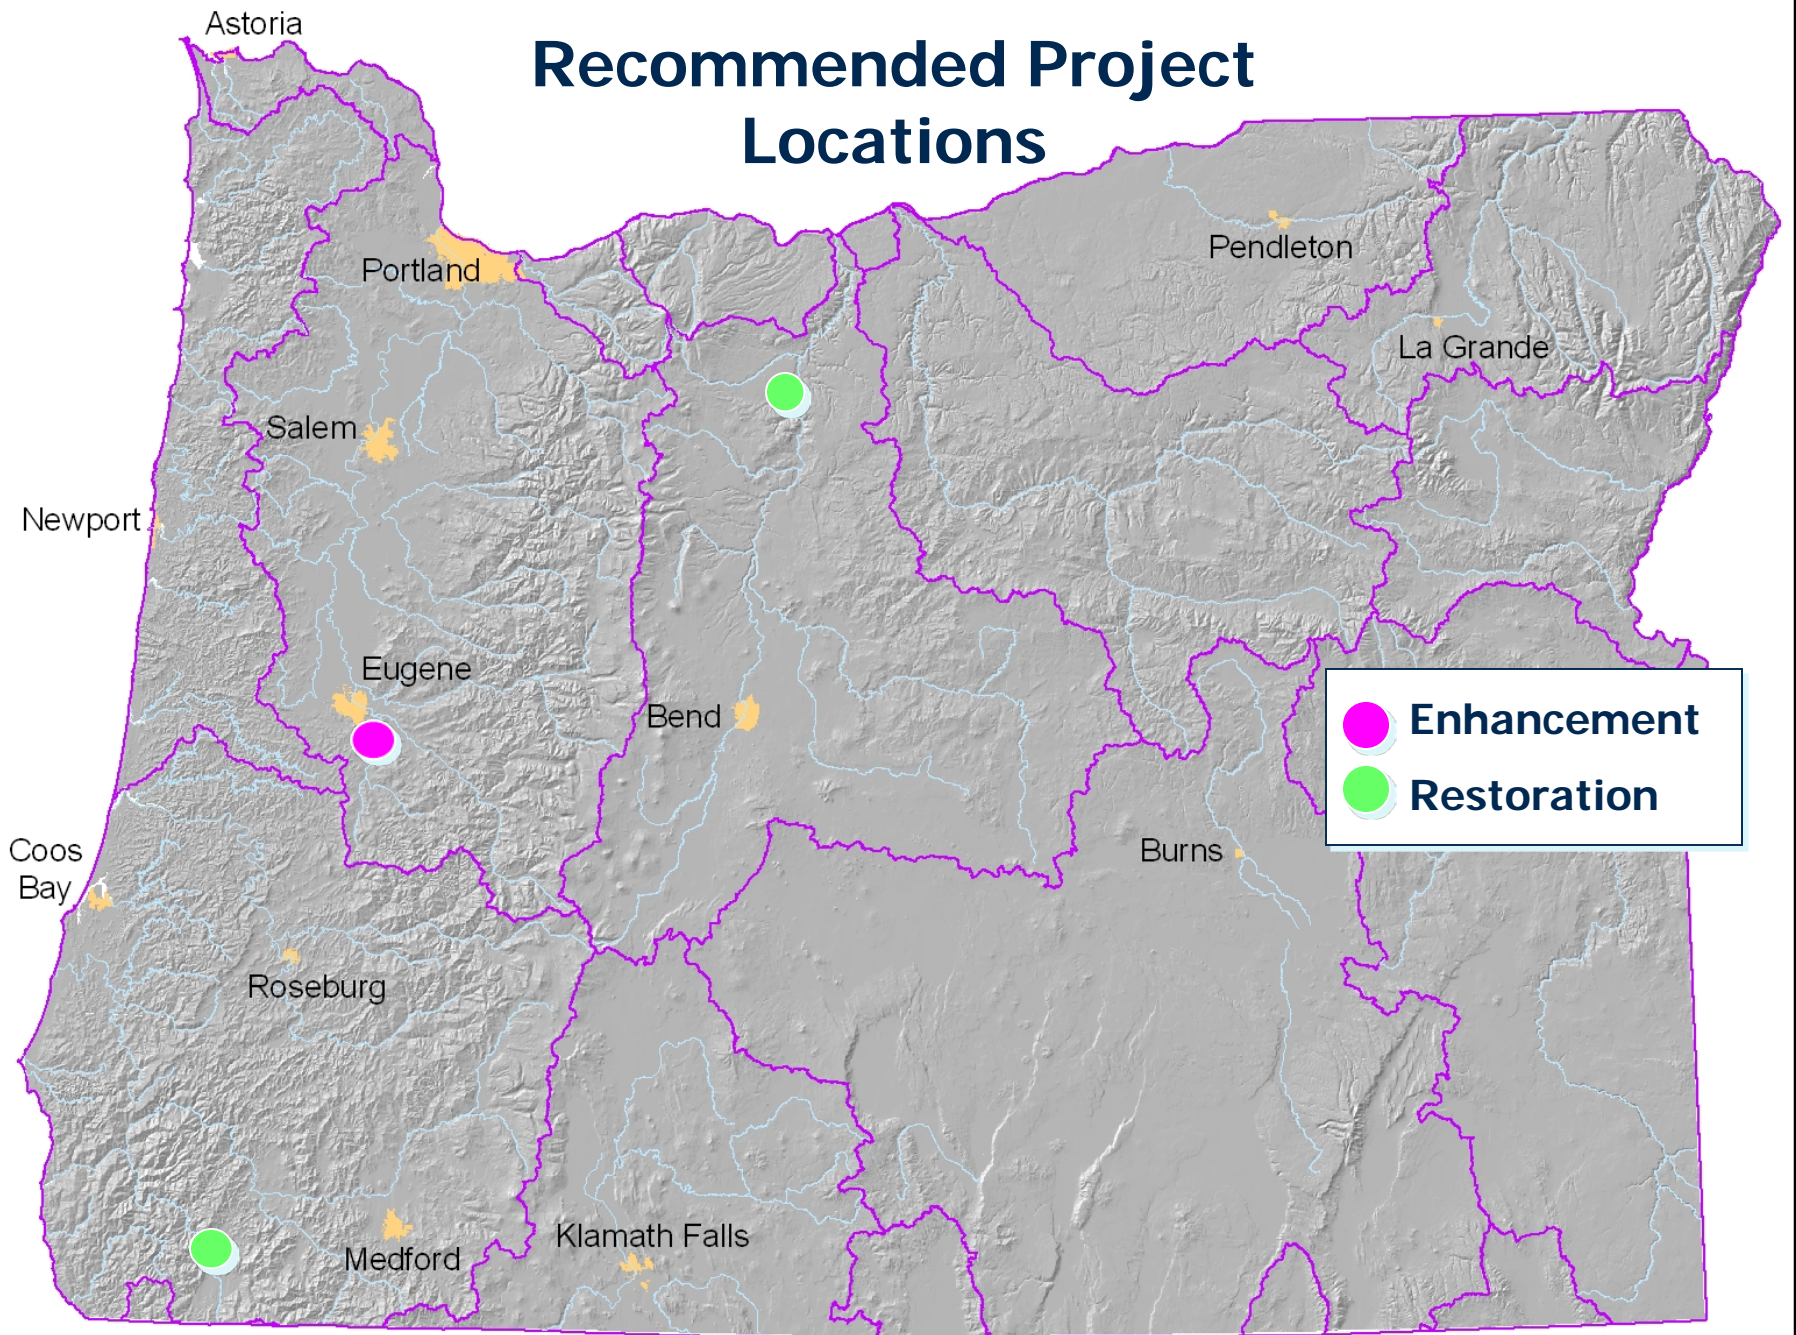 Astoria
Recommended Project
Locations
Pendleton
Portland
La Grande
Salem
Newport
Eugene
Bend
Enhancement
Restoration
Coos
Bay
Burns
Roseburg
Klamath Falls
Medford